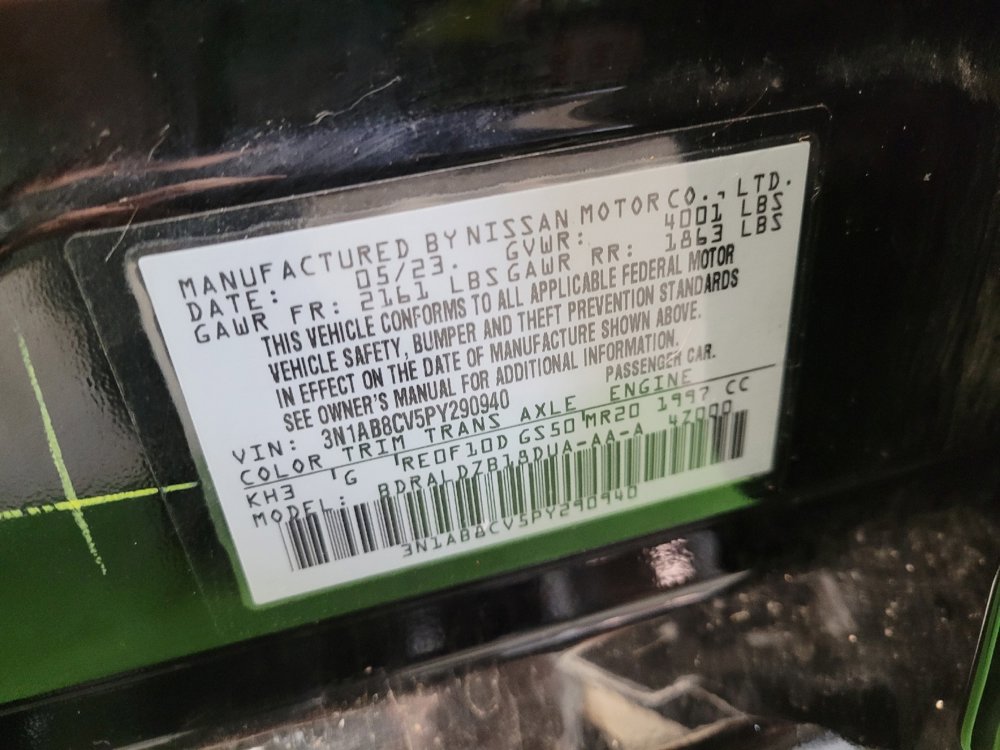 MANUFACTURED BY NISSAN MOTOR CO., LTD.
DATE: 05/23. GVWR: 4001 LBS
GAWR FR: 2161 LBS GAWR RR: 1863 LBS
THIS VEHICLE CONFORMS TO ALL APPLICABLE FEDERAL MOTOR
VEHICLE SAFETY, BUMPER AND THEFT PREVENTION STANDARDS
IN EFFECT ON THE DATE OF MANUFACTURE SHOWN ABOVE.
SEE OWNER'S MANUAL FOR ADDITIONAL INFORMATION.
VIN: 3N1AB8CV5PY290940 PASSENGER CAR.
COLOR TRIM TRANS AXLE ENGINE
KH3 G RE0F10D GS50 MR20 1997 CC
MODEL: BDRALDZB18DUA-AA-A 4Z000
3N1AB8CV5PY290940